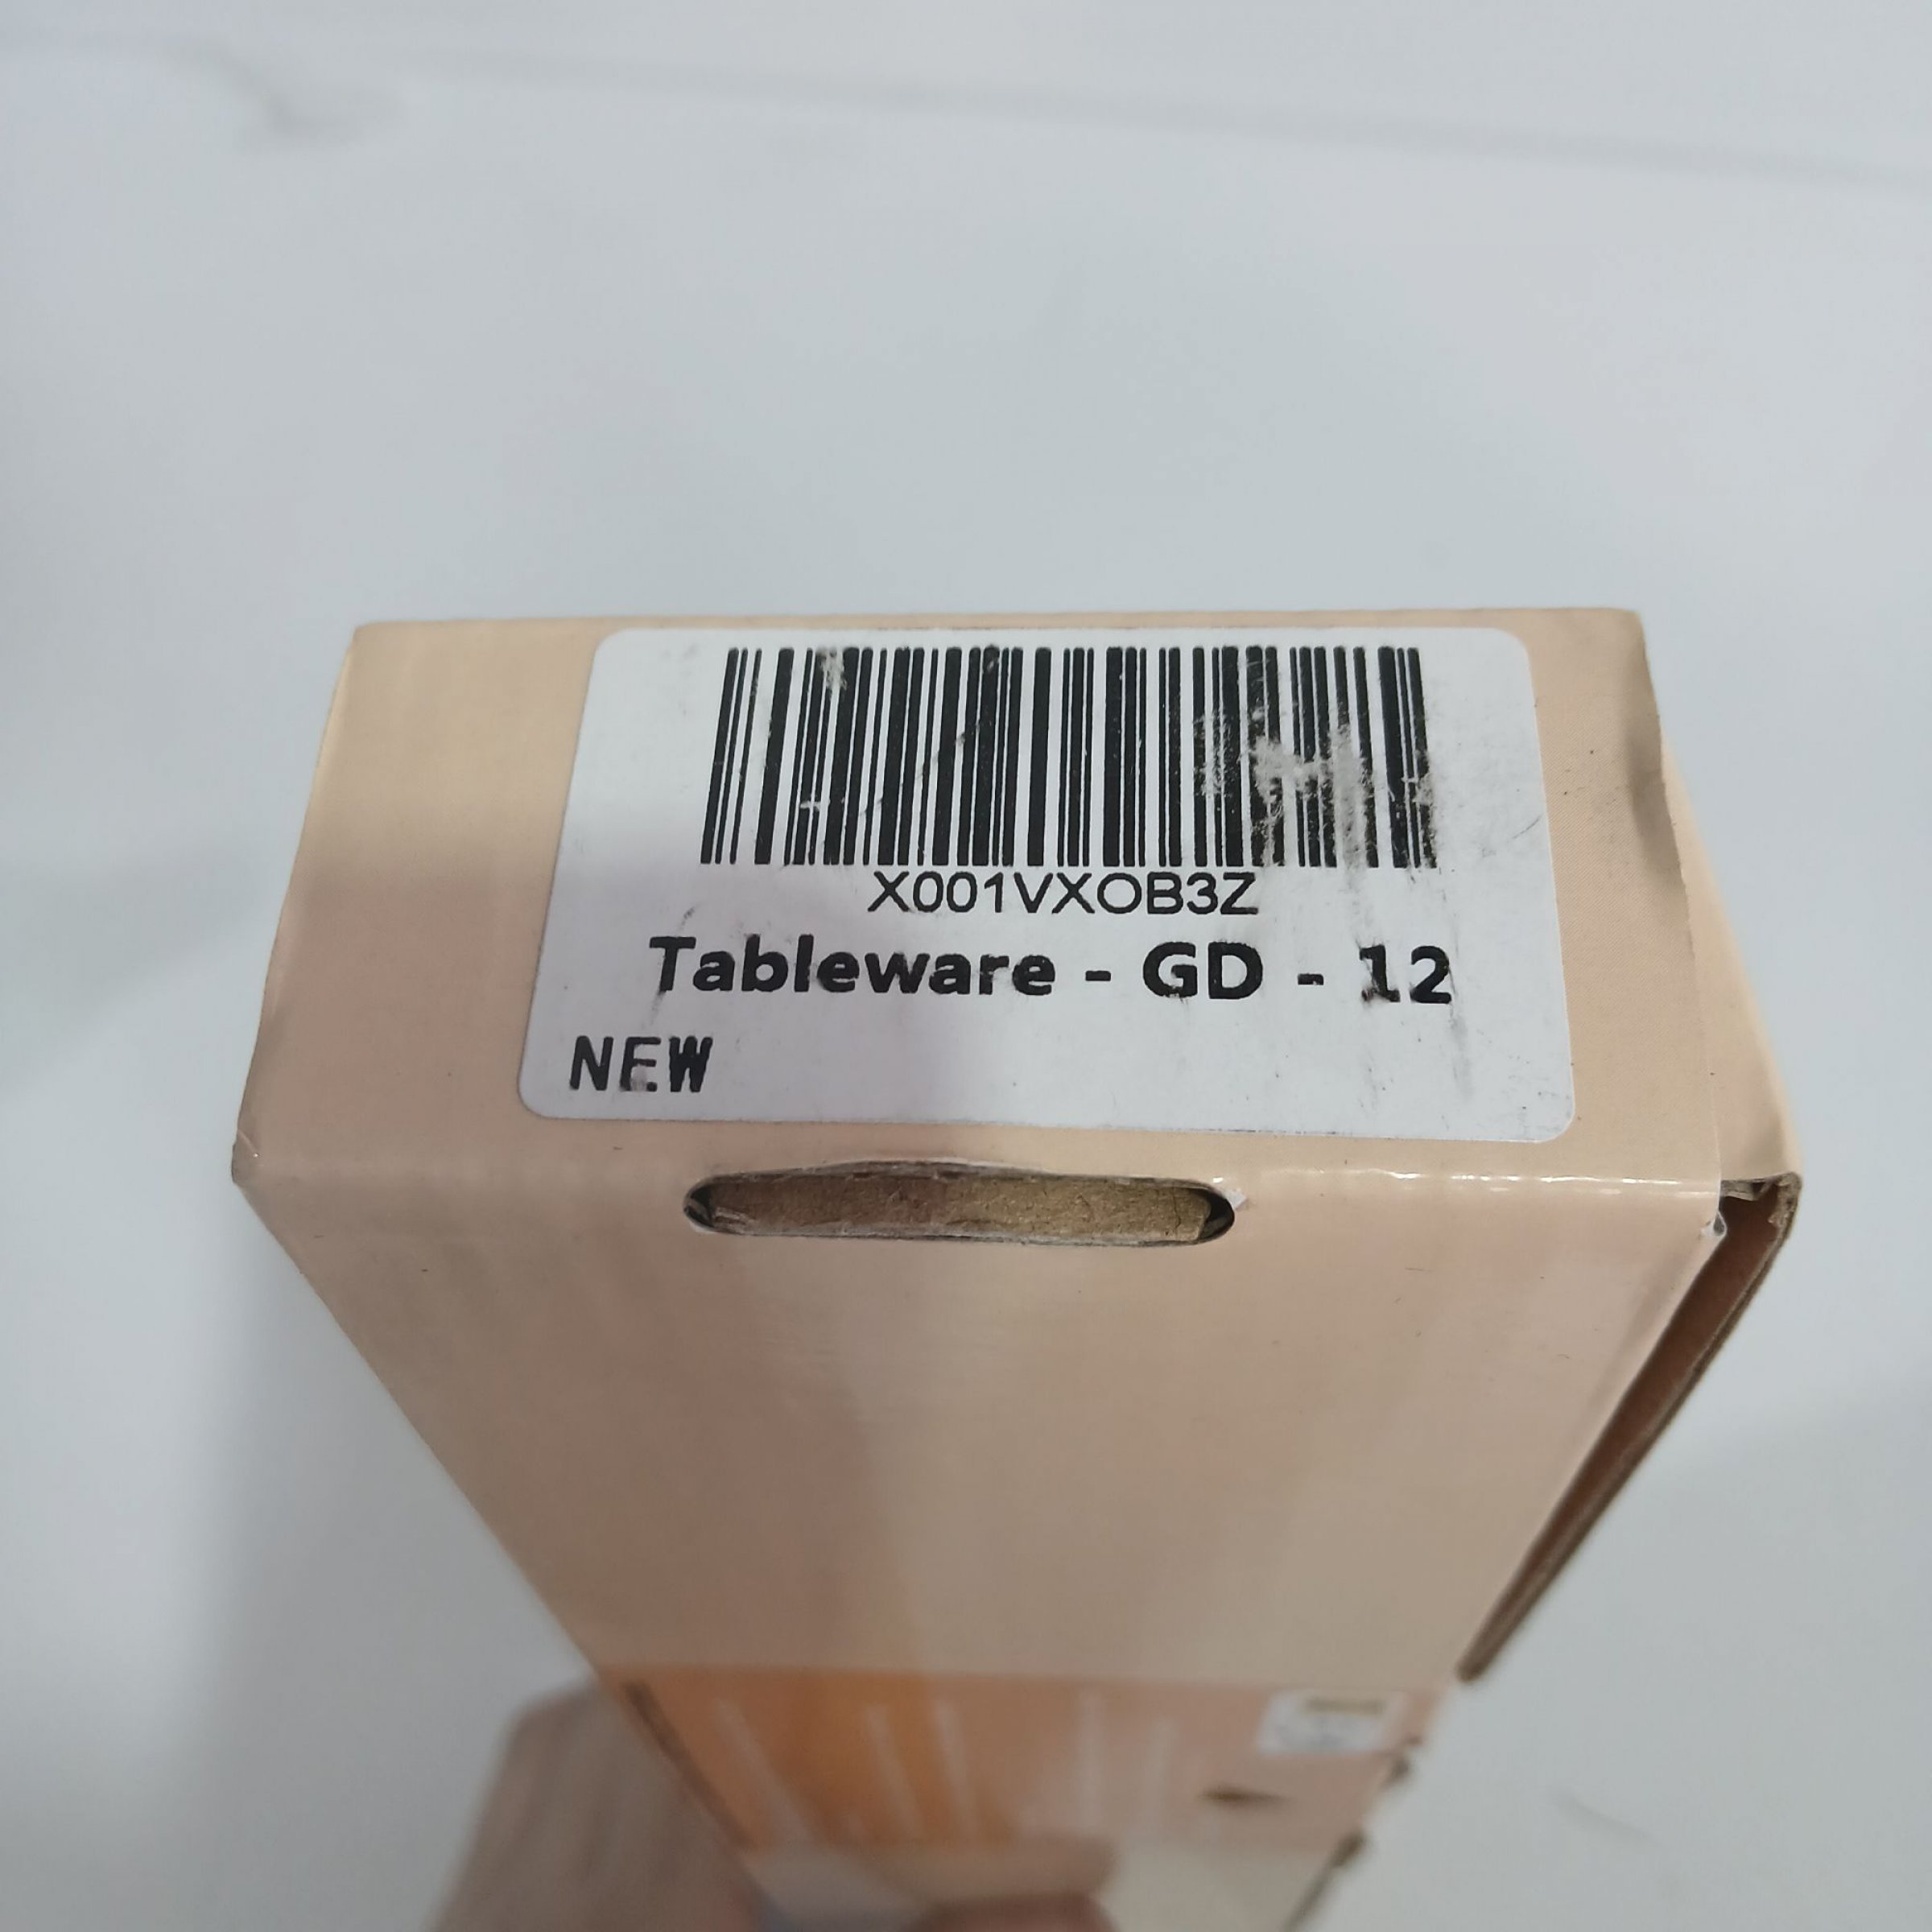 X001VXOB3Z
Tableware - GD - 12
NEW